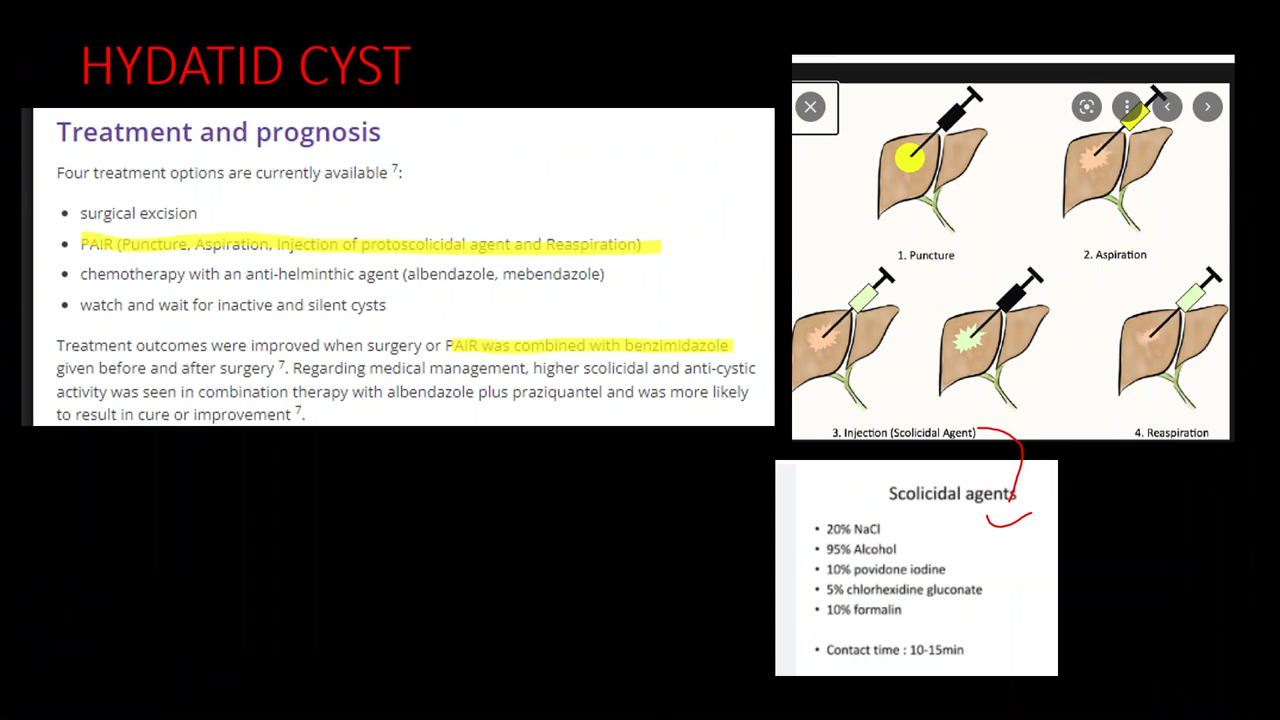 HYDATID CYST
Treatment and prognosis
Four treatment options are currently available 7:
• surgical excision
• PAIR (Puncture, Aspiration, Injection of protoscolicidal agent and Reaspiration)
• chemotherapy with an anti-helminthic agent (albendazole, mebendazole)
• watch and wait for inactive and silent cysts
Treatment outcomes were improved when surgery or PAIR was combined with benzimidazole
given before and after surgery 7. Regarding medical management, higher scolicidal and anti-cystic
activity was seen in combination therapy with albendazole plus praziquantel and was more likely
to result in cure or improvement 7.
1. Puncture
2. Aspiration
3. Injection (Scolicidal Agent)
4. Reaspiration
Scolicidal agents
• 20% NaCl
• 95% Alcohol
• 10% povidone iodine
• 5% chlorhexidine gluconate
• 10% formalin
• Contact time : 10-15min